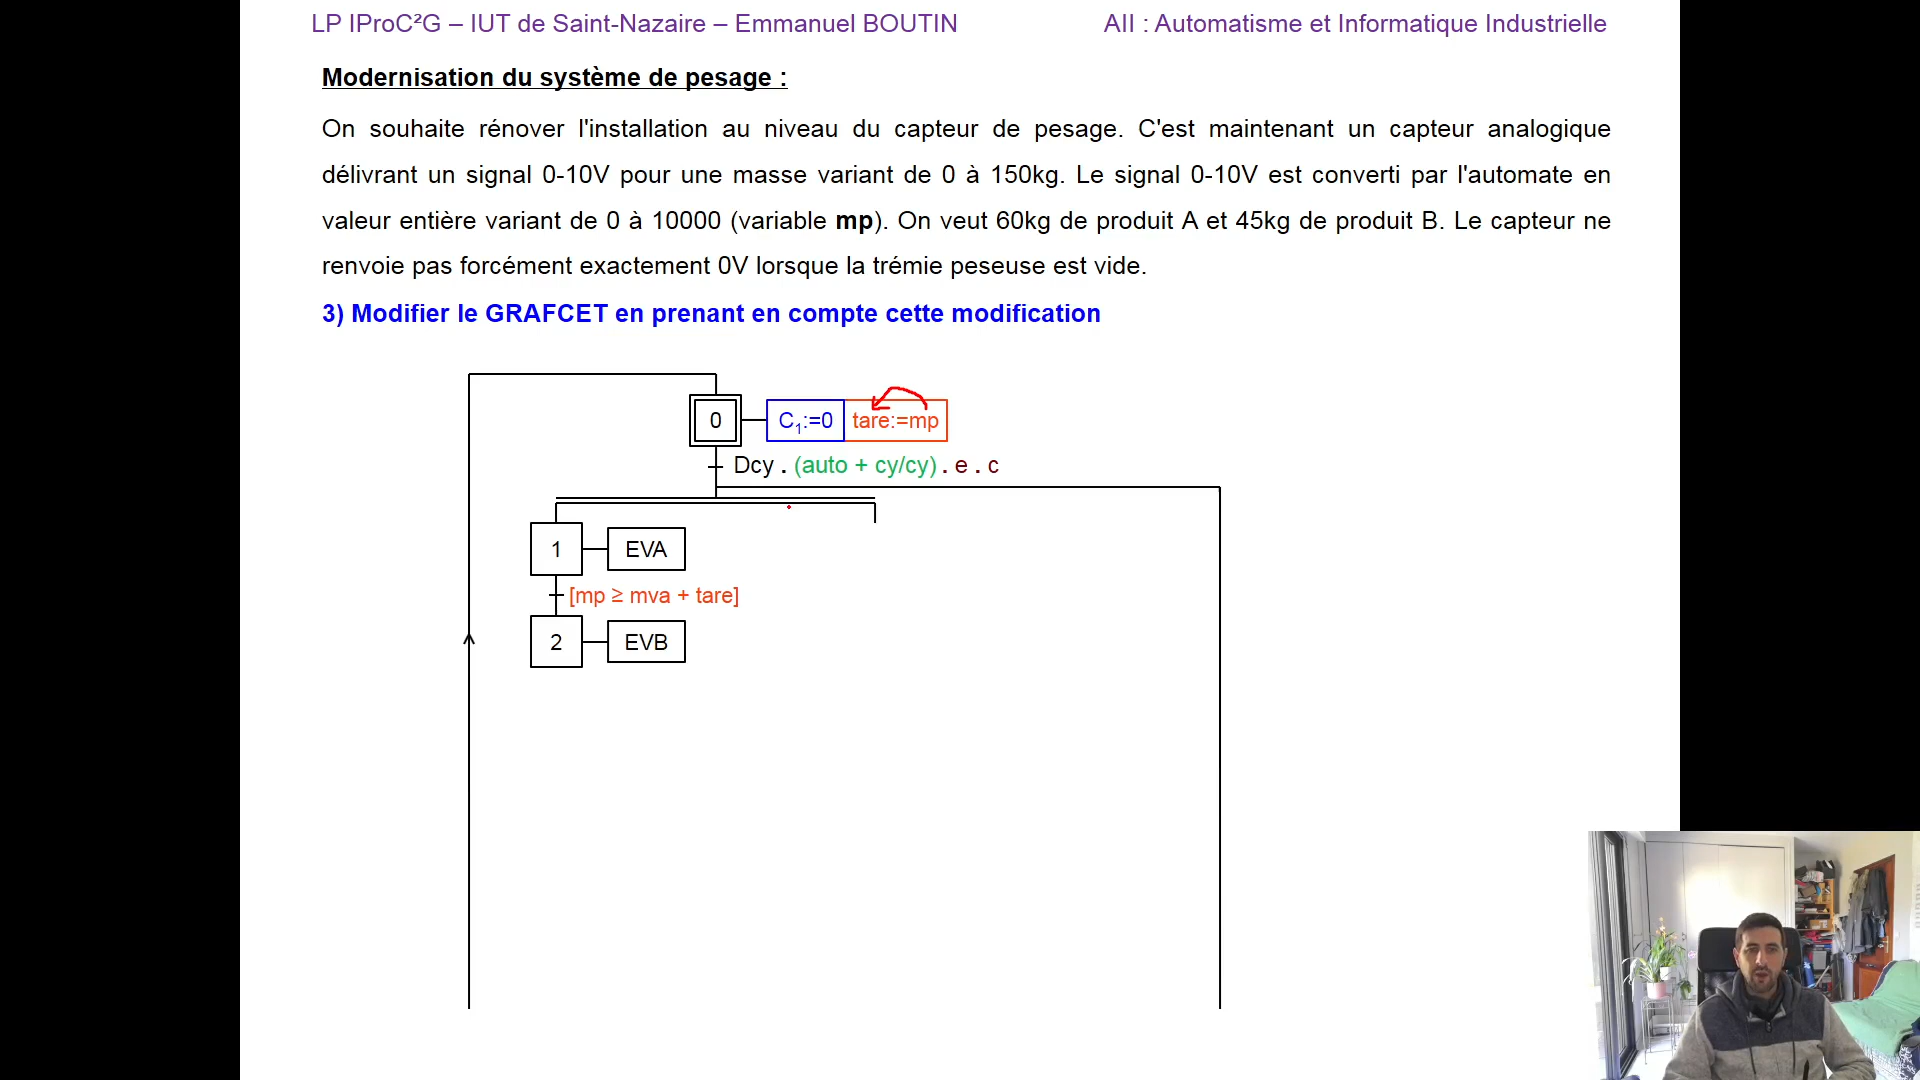 LP IProC²G – IUT de Saint-Nazaire – Emmanuel BOUTIN AII : Automatisme et Informatique Industrielle
Modernisation du système de pesage :
On souhaite rénover l'installation au niveau du capteur de pesage. C'est maintenant un capteur analogique
délivrant un signal 0-10V pour une masse variant de 0 à 150kg. Le signal 0-10V est converti par l'automate en
valeur entière variant de 0 à 10000 (variable mp). On veut 60kg de produit A et 45kg de produit B. Le capteur ne
renvoie pas forcément exactement 0V lorsque la trémie peseuse est vide.
3) Modifier le GRAFCET en prenant en compte cette modification
0 C₁:=0 tare:=mp
Dcy . (auto + cy/cy) . e . c
1 EVA
[mp ≥ mva + tare]
2 EVB